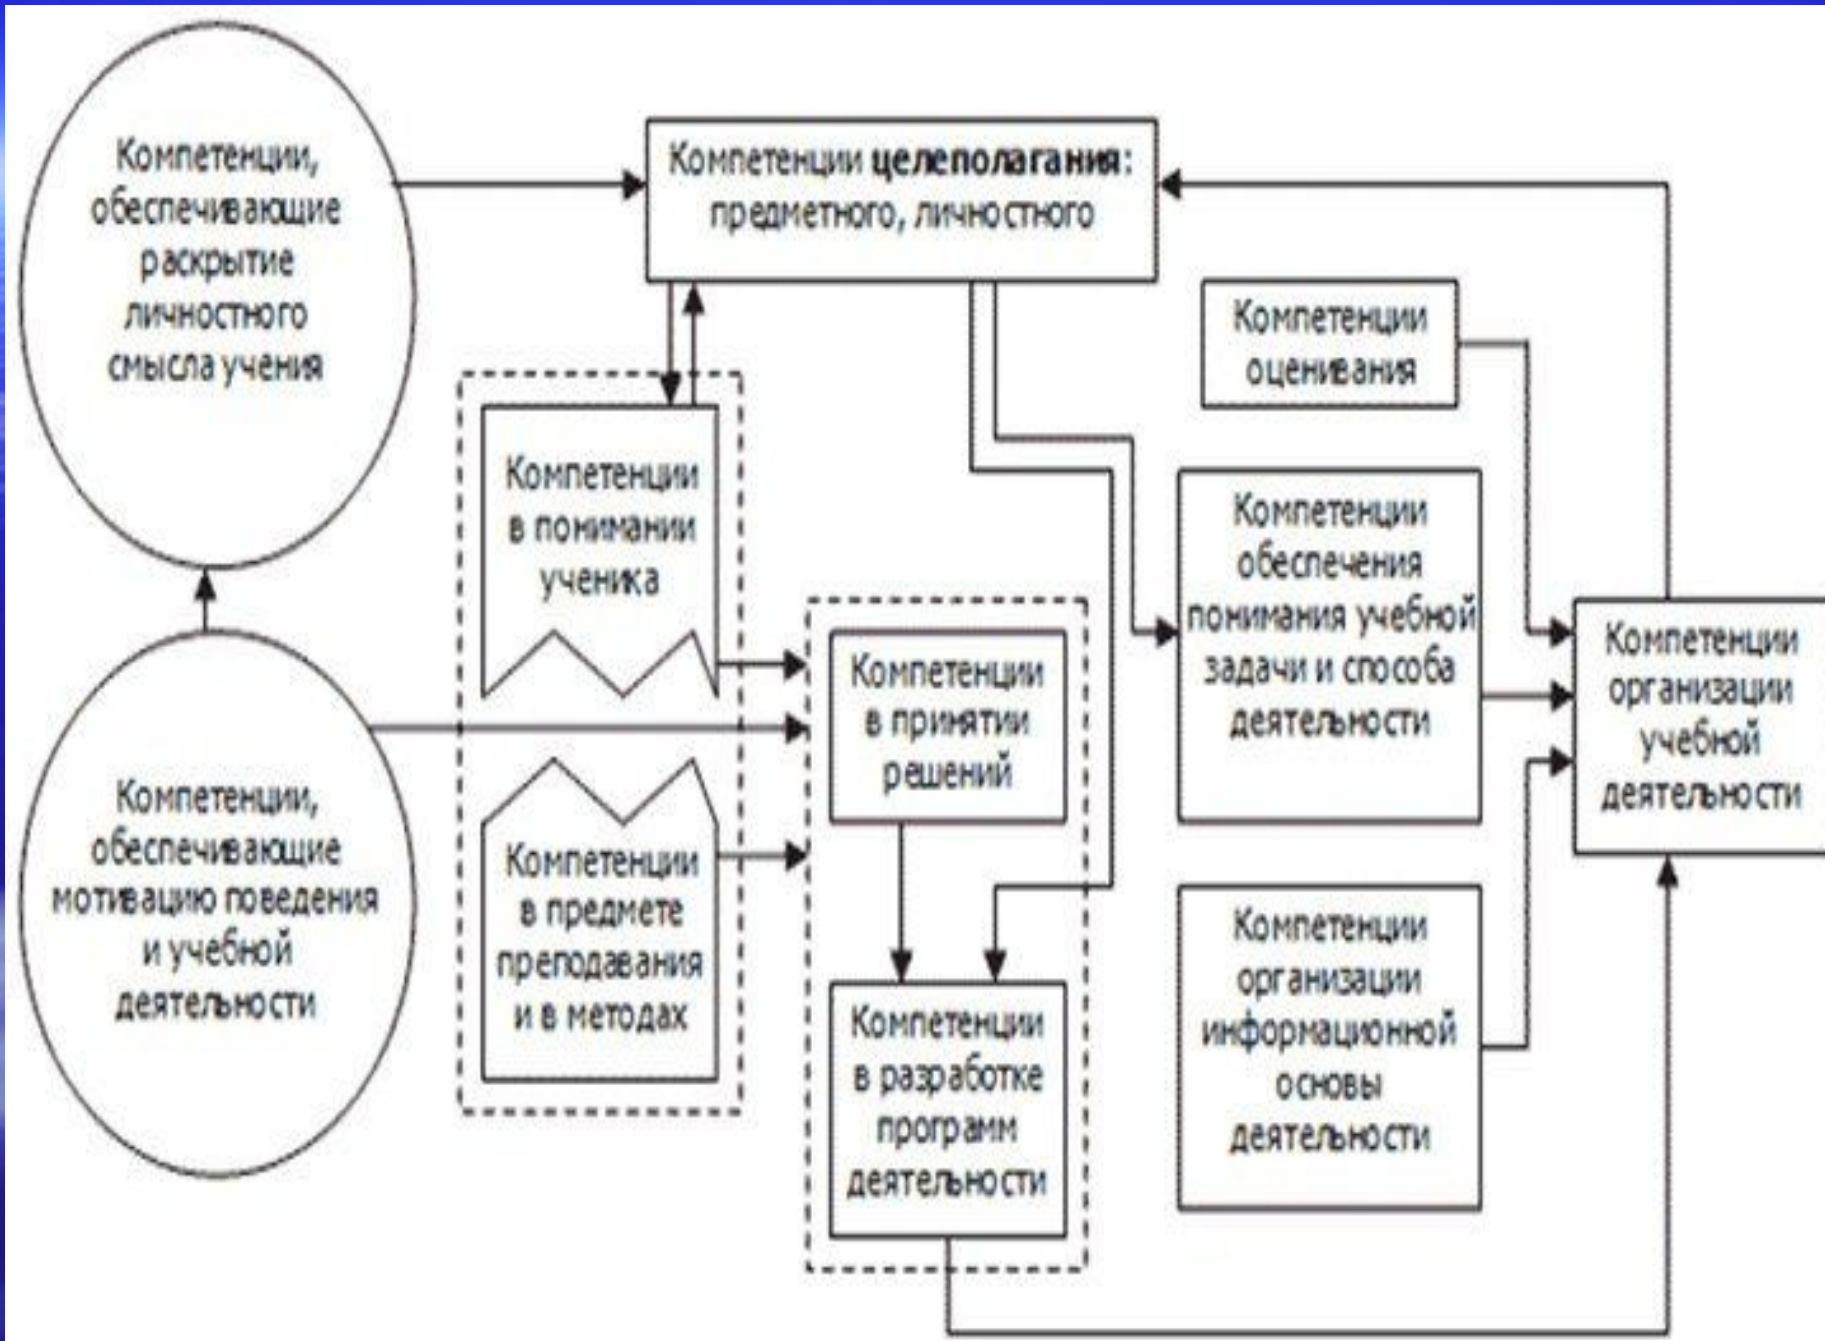 Компетенции,
обеспечивающие
раскрытие
личностного
смысла учения
Компетенции целеполагания:
предметного, личностного
Компетенции
оценивания
Компетенции
в понимании
ученика
Компетенции
обеспечения
понимания учебной
задачи и способа
деятельности
Компетенции
организации
учебной
деятельности
Компетенции
в принятии
решений
Компетенции,
обеспечивающие
мотивацию поведения
и учебной
деятельности
Компетенции
в предмете
преподавания
и в методах
Компетенции
в разработке
программ
деятельности
Компетенции
организации
информационной
основы
деятельности